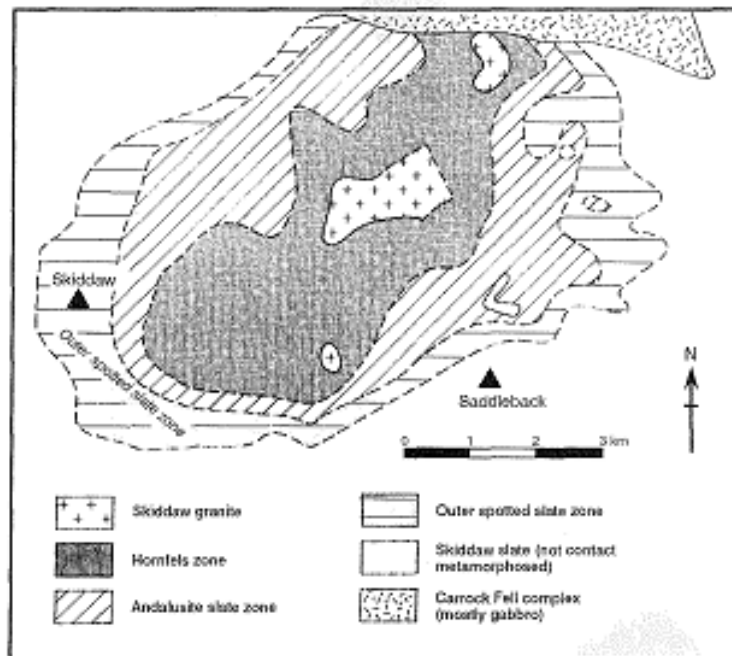 Skiddaw
Outer spotted slate zone
Saddleback
N
0 1 2 3 km
Skiddaw granite
Hornfels zone
Andalusite slate zone
Outer spotted slate zone
Skiddaw slate (not contact
metamorphosed)
Carrock Fell complex
(mostly gabbro)